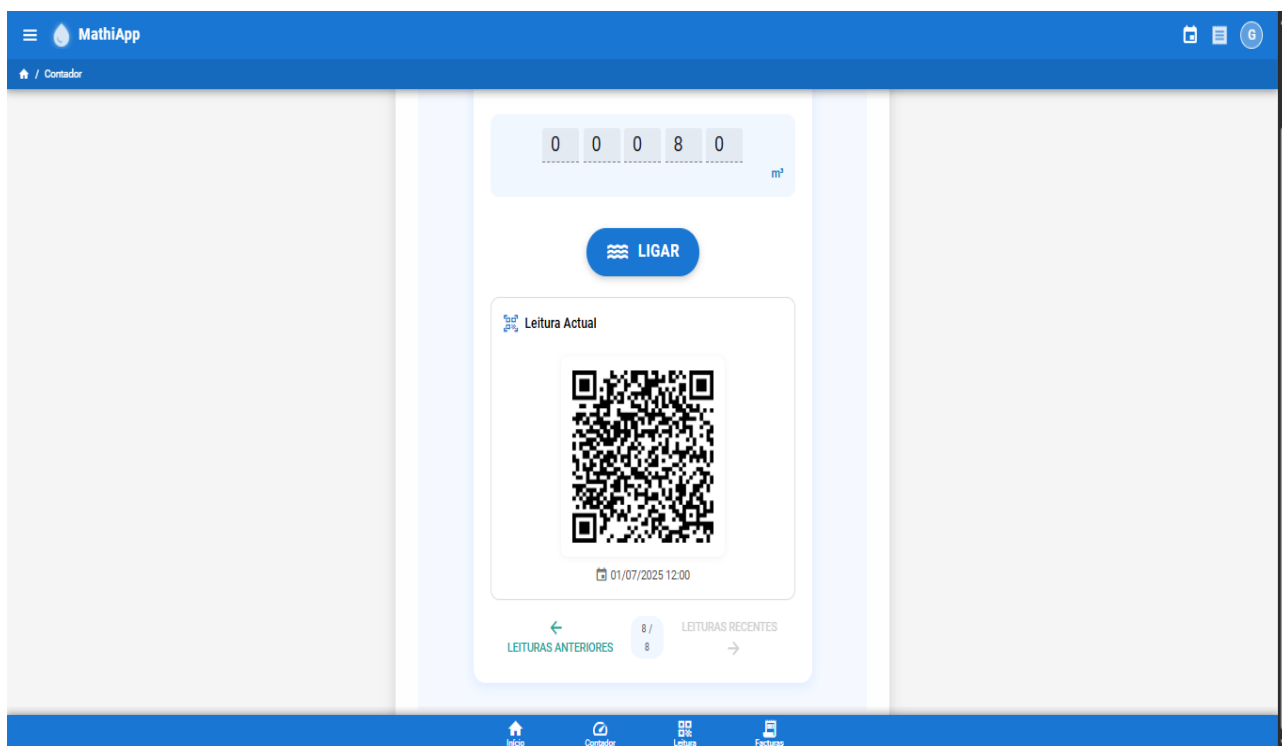 MathiApp
G
/ Contador
0 0 0 8 0
m³
LIGAR
Leitura Actual
01/07/2025 12:00
LEITURAS ANTERIORES
8 /
8
LEITURAS RECENTES
Início
Contador
Leitura
Facturas